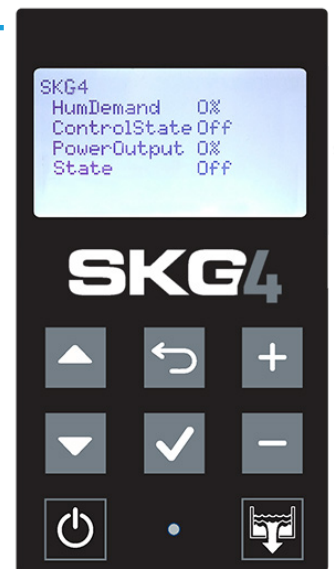 SKG4
HumDemand 0%
ControlState Off
PowerOutput 0%
State Off
SKG4